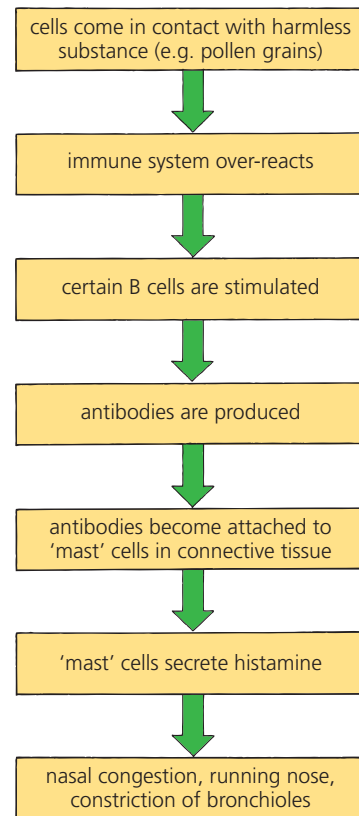 cells come in contact with harmless
substance (e.g. pollen grains)
immune system over-reacts
certain B cells are stimulated
antibodies are produced
antibodies become attached to
‘mast’ cells in connective tissue
‘mast’ cells secrete histamine
nasal congestion, running nose,
constriction of bronchioles